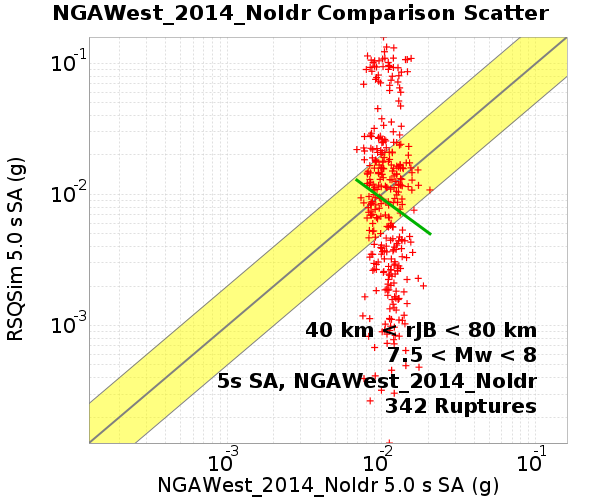 NGAWest_2014_NoIdr Comparison Scatter
RSQSim 5.0 s SA (g)
10-1
10-2
10-3
40 km < rJB < 80 km
7.5 < Mw < 8
5s SA, NGAWest_2014_NoIdr
342 Ruptures
10-3 10-2 10-1
NGAWest_2014_NoIdr 5.0 s SA (g)